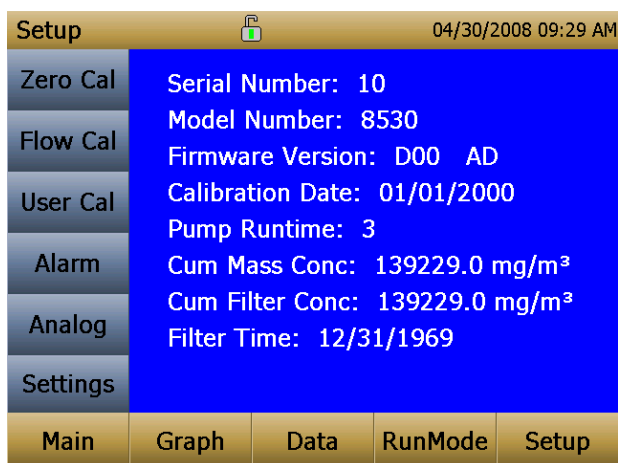 Setup 04/30/2008 09:29 AM
Zero Cal
Flow Cal
User Cal
Alarm
Analog
Settings
Serial Number: 10
Model Number: 8530
Firmware Version: D00 AD
Calibration Date: 01/01/2000
Pump Runtime: 3
Cum Mass Conc: 139229.0 mg/m³
Cum Filter Conc: 139229.0 mg/m³
Filter Time: 12/31/1969
Main Graph Data RunMode Setup